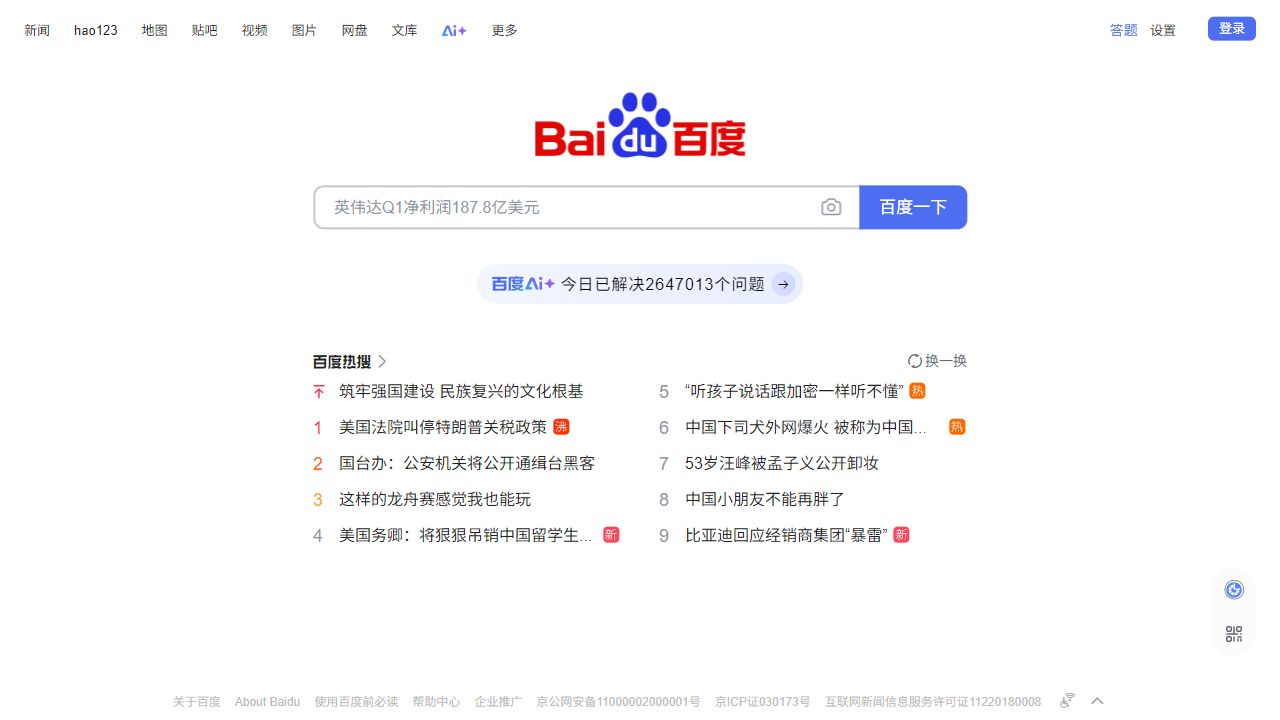 新闻 hao123 地图 贴吧 视频 图片 网盘 文库 Ai+ 更多 答题 设置 登录
Bai du 百度
英伟达Q1净利润187.8亿美元 百度一下
百度Ai+ 今日已解决2647013个问题
百度热搜 换一换
筑牢强国建设 民族复兴的文化根基
1 美国法院叫停特朗普关税政策 沸
2 国台办：公安机关将公开通缉台黑客
3 这样的龙舟赛感觉我也能玩
4 美国务卿：将狠狠吊销中国留学生... 新
5 “听孩子说话跟加密一样听不懂” 热
6 中国下司犬外网爆火 被称为中国... 热
7 53岁汪峰被孟子义公开卸妆
8 中国小朋友不能再胖了
9 比亚迪回应经销商集团“暴雷” 新
关于百度 About Baidu 使用百度前必读 帮助中心 企业推广 京公网安备11000002000001号 京ICP证030173号 互联网新闻信息服务许可证11220180008